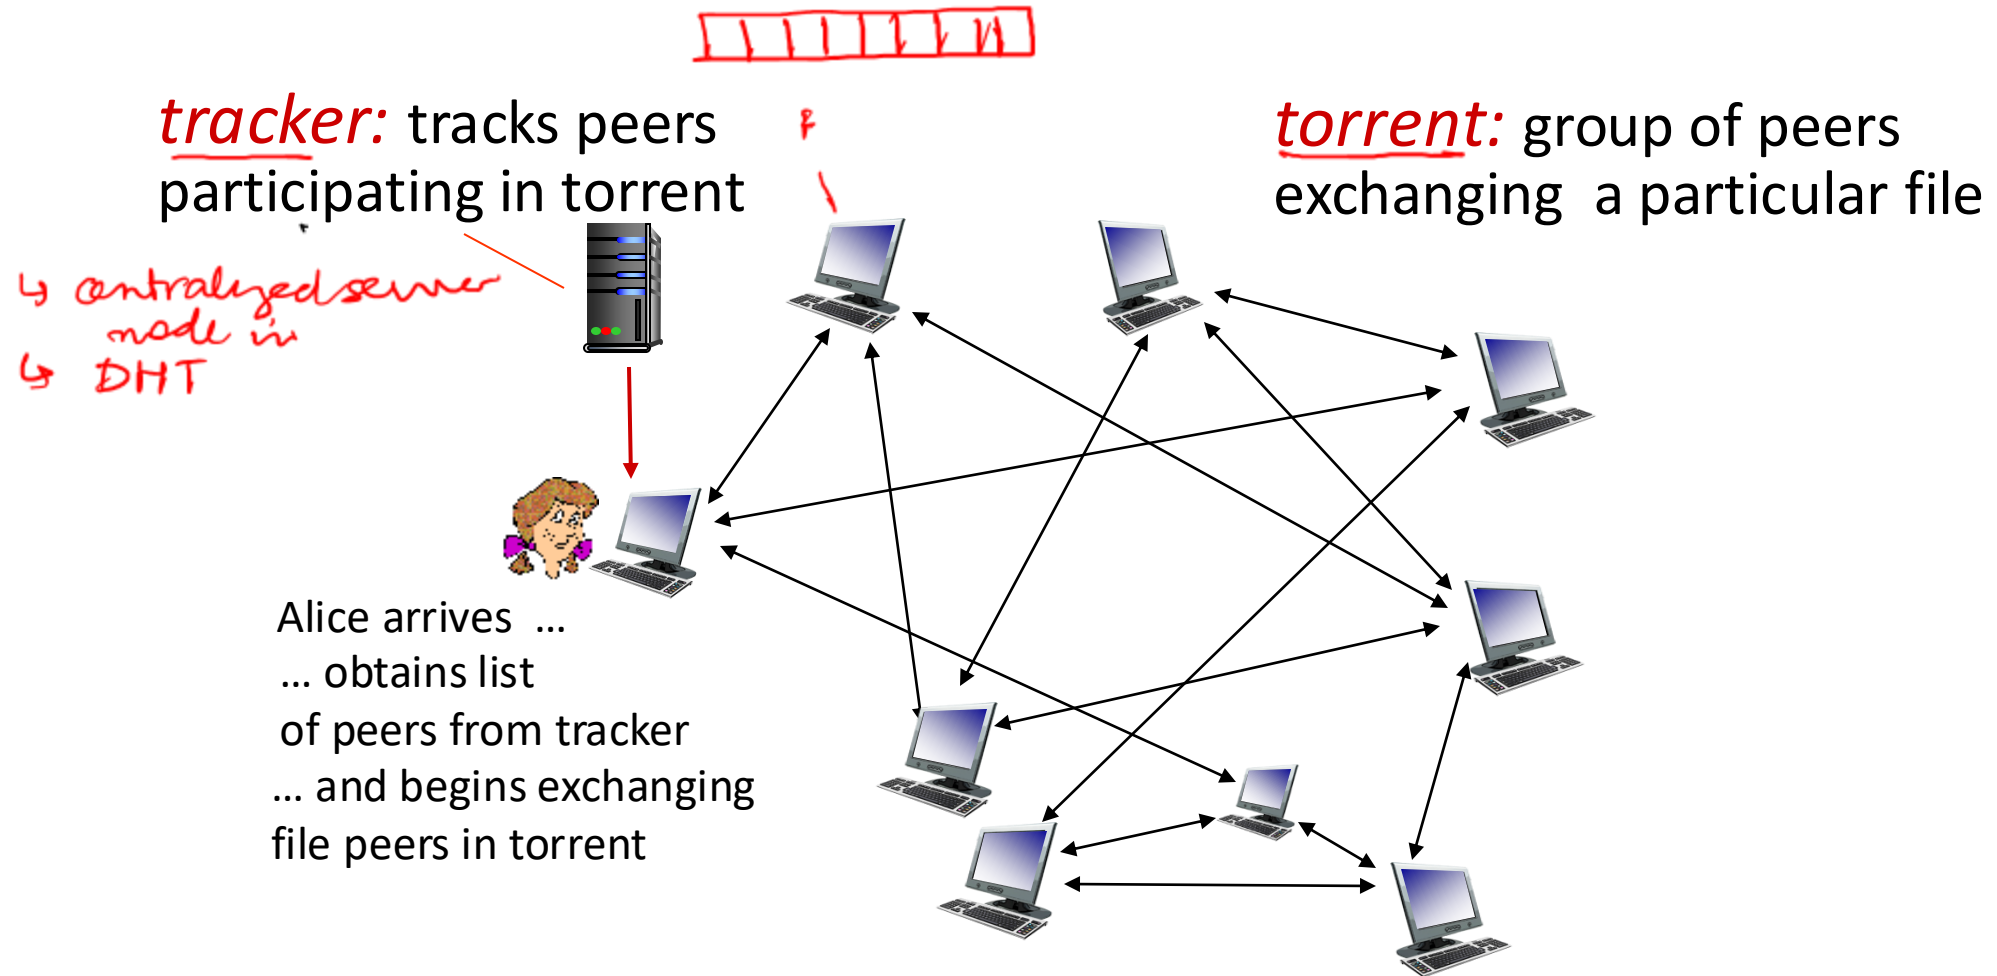 tracker: tracks peers
participating in torrent
torrent: group of peers
exchanging a particular file
↳ centralized server
node in
↳ DHT
Alice arrives …
… obtains list
of peers from tracker
… and begins exchanging
file peers in torrent